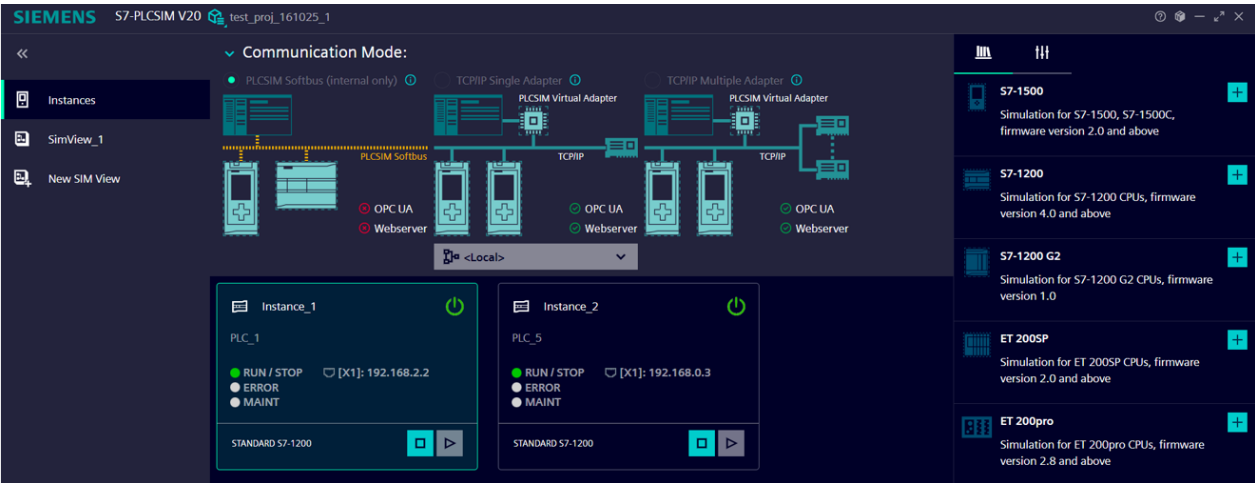 SIEMENS S7-PLCSIM V20 test_proj_161025_1
Instances
SimView_1
New SIM View
Communication Mode:
PLCSIM Softbus (internal only)
TCP/IP Single Adapter
TCP/IP Multiple Adapter
PLCSIM Softbus
OPC UA
Webserver
PLCSIM Virtual Adapter
TCP/IP
OPC UA
Webserver
PLCSIM Virtual Adapter
TCP/IP
OPC UA
Webserver
<Local>
Instance_1
PLC_1
RUN / STOP [X1]: 192.168.2.2
ERROR
MAINT
STANDARD S7-1200
Instance_2
PLC_5
RUN / STOP [X1]: 192.168.0.3
ERROR
MAINT
STANDARD S7-1200
S7-1500
Simulation for S7-1500, S7-1500C,
firmware version 2.0 and above
S7-1200
Simulation for S7-1200 CPUs, firmware
version 4.0 and above
S7-1200 G2
Simulation for S7-1200 G2 CPUs, firmware
version 1.0
ET 200SP
Simulation for ET 200SP CPUs, firmware
version 2.0 and above
ET 200pro
Simulation for ET 200pro CPUs, firmware
version 2.8 and above